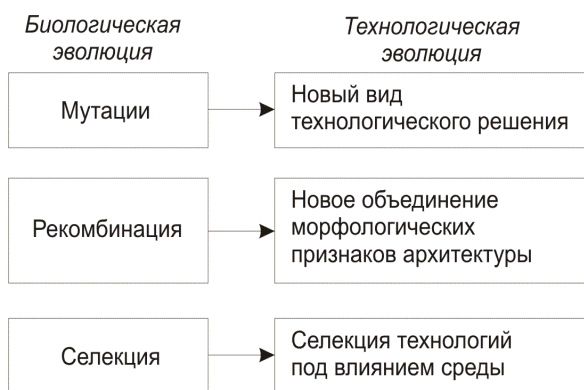 Биологическая
эволюция
Технологическая
эволюция
Мутации
Новый вид
технологического решения
Рекомбинация
Новое объединение
морфологических
признаков архитектуры
Селекция
Селекция технологий
под влиянием среды